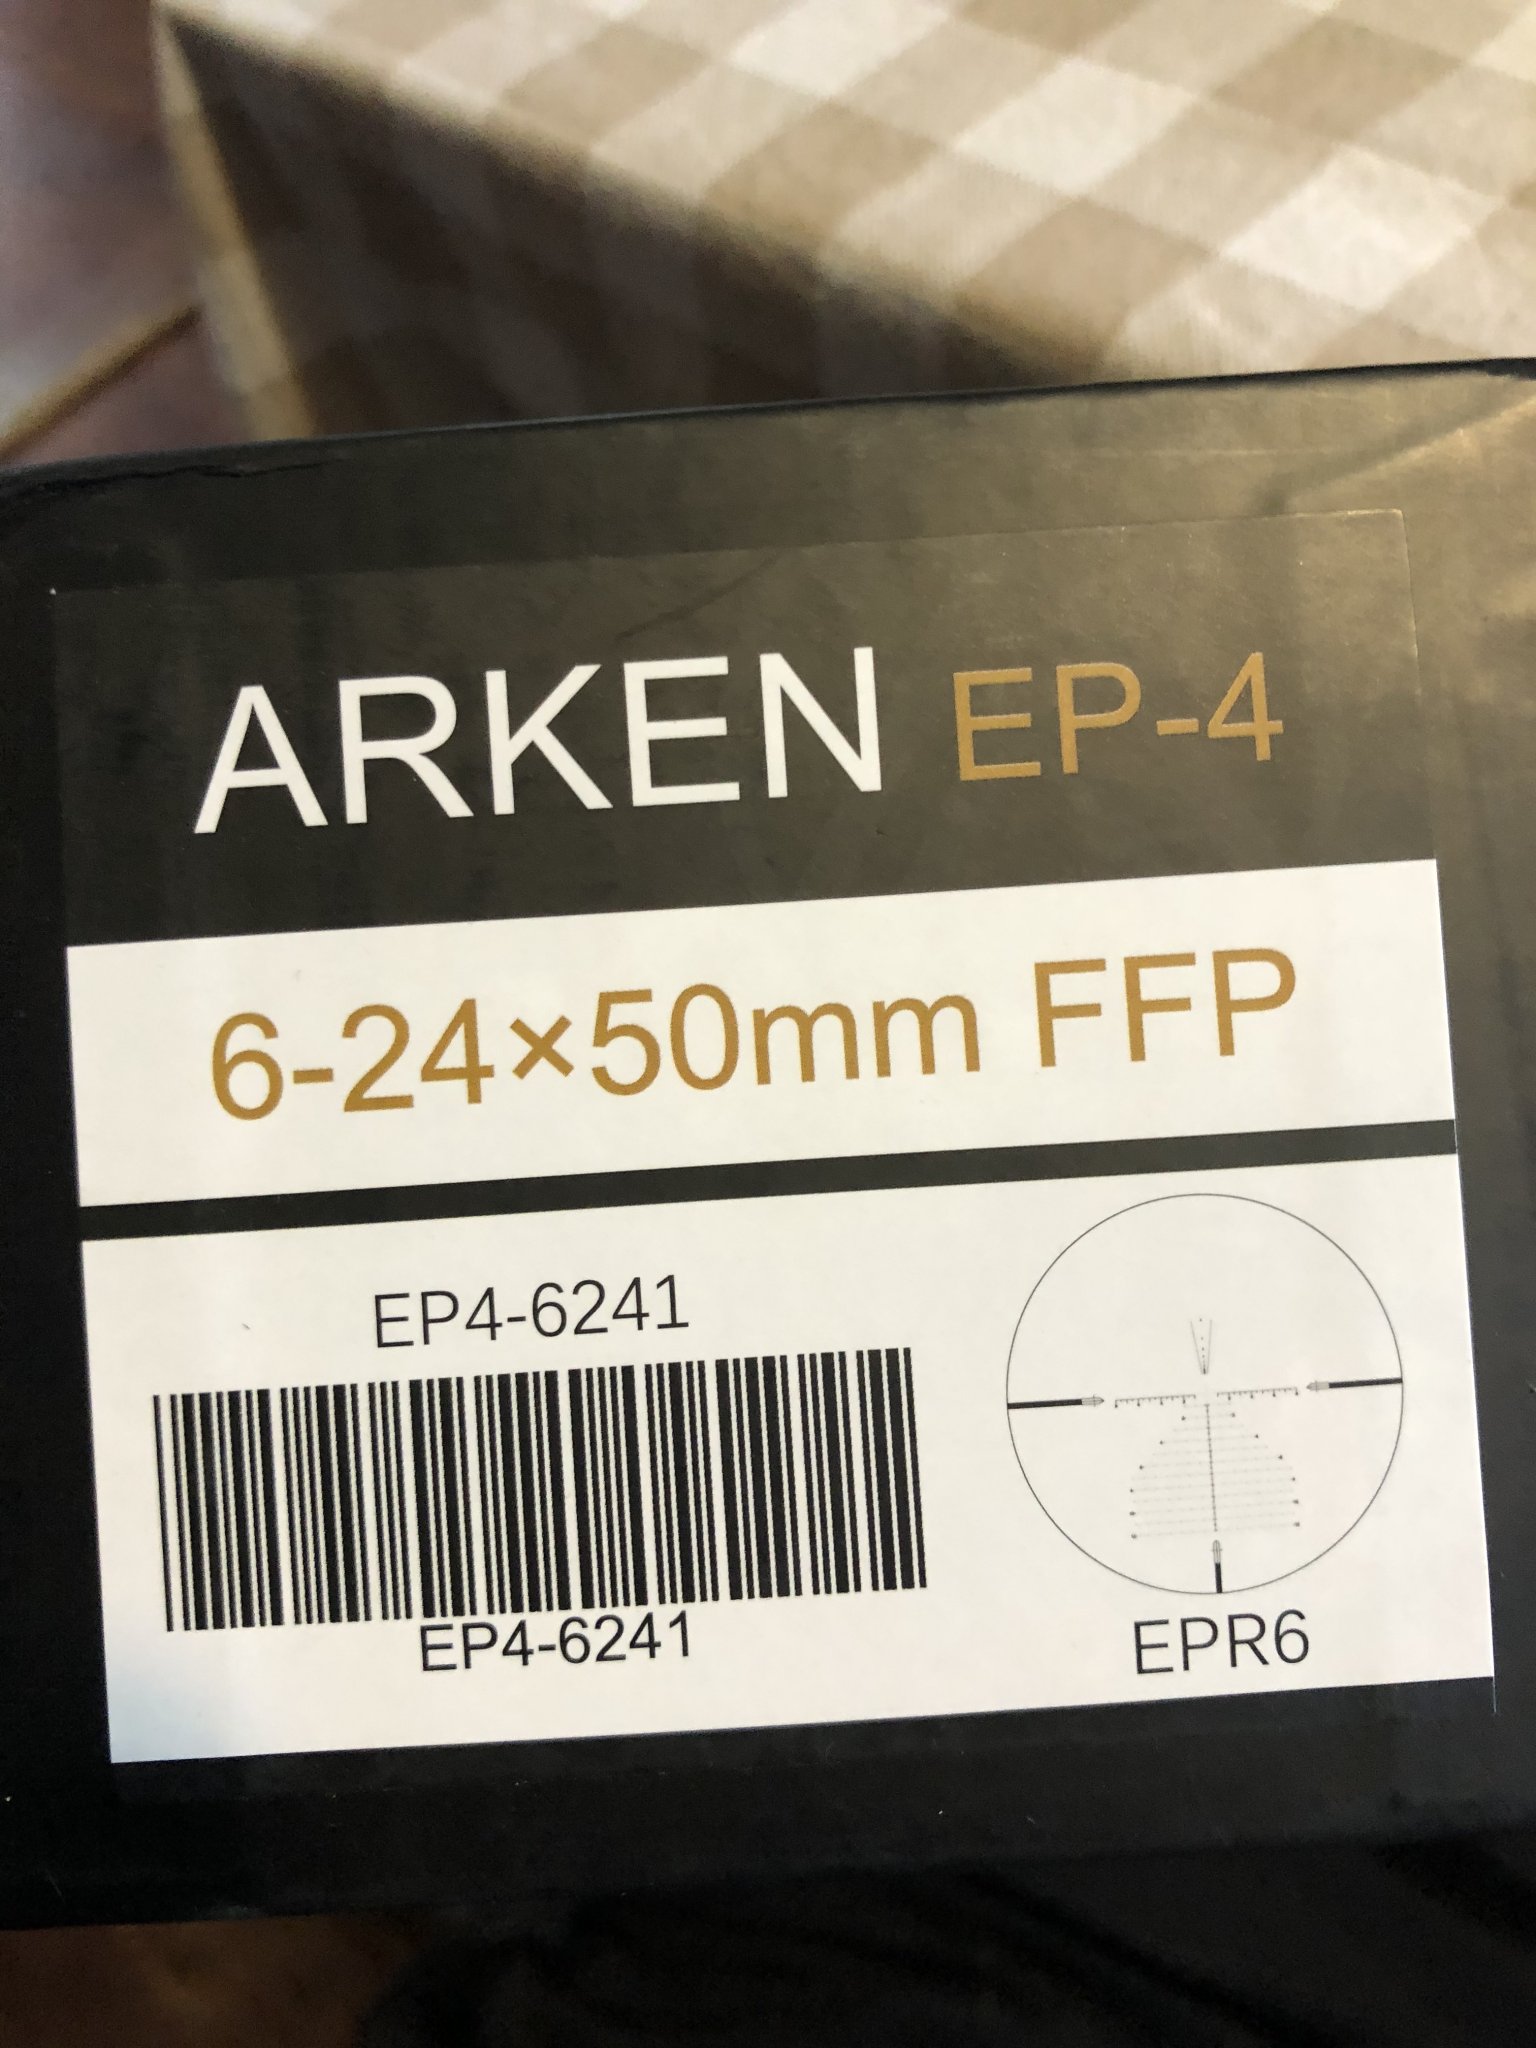 ARKEN EP-4
6-24×50mm FFP
EP4-6241
EP4-6241
EPR6